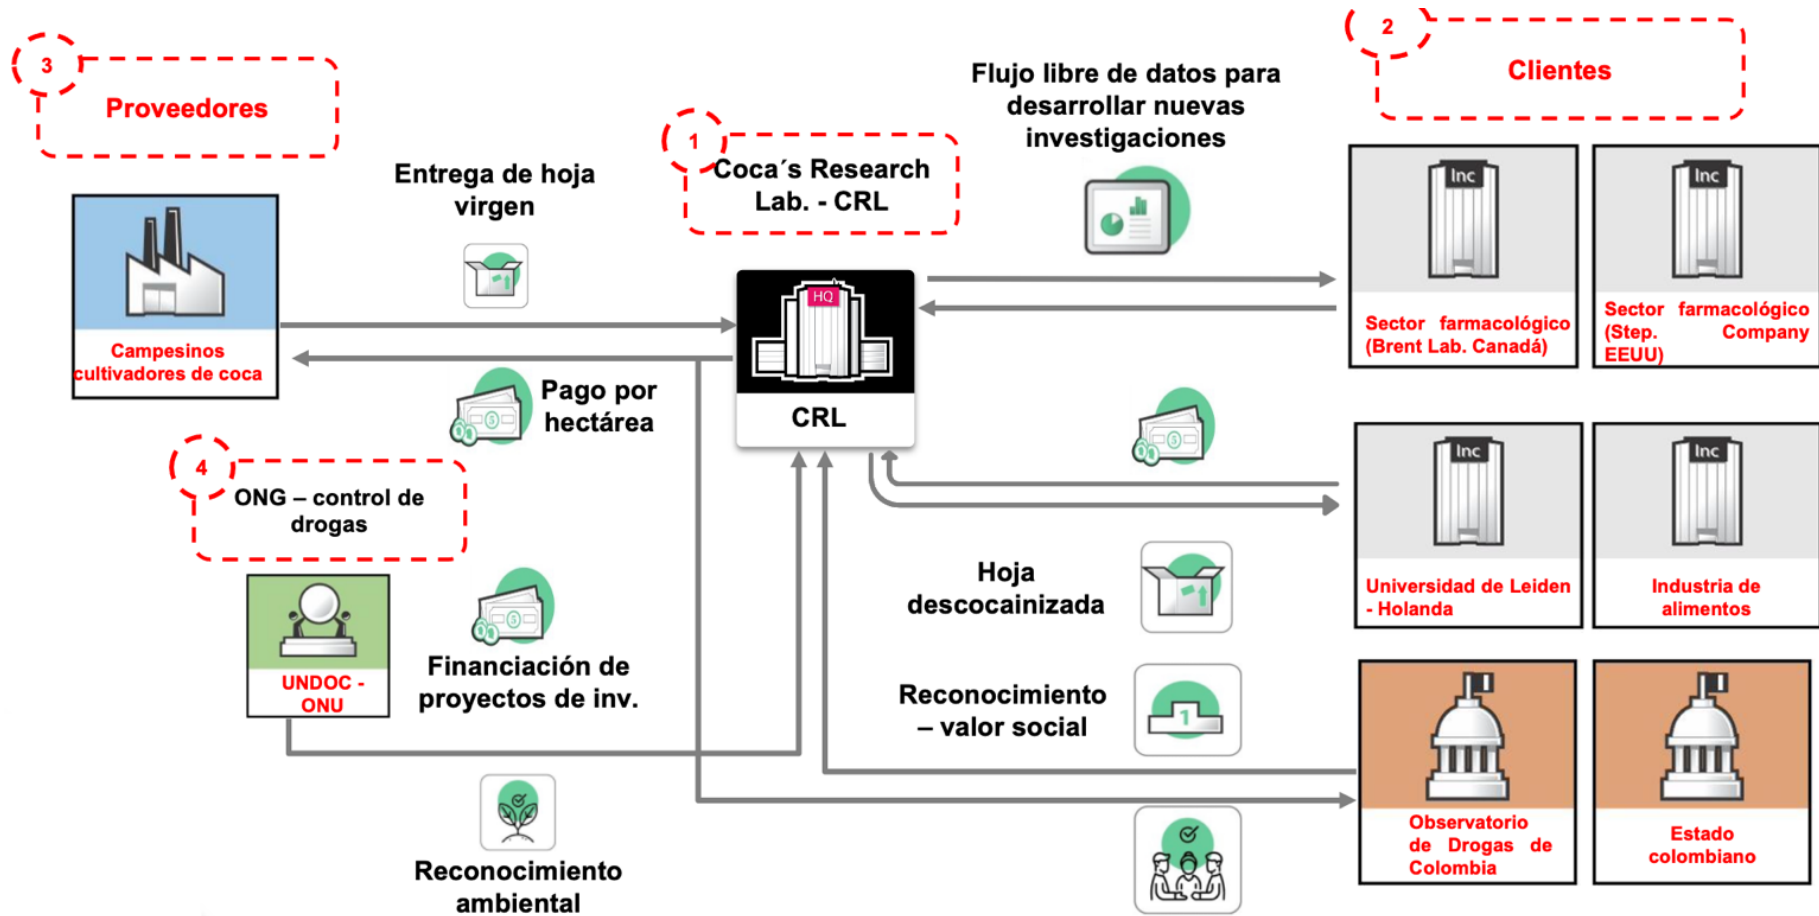 3
Proveedores
Entrega de hoja
virgen
Campesinos
cultivadores de coca
Pago por
hectárea
4
ONG – control de
drogas
UNDOC -
ONU
Financiación de
proyectos de inv.
Reconocimiento
ambiental
1
Coca´s Research
Lab. - CRL
HQ
CRL
Flujo libre de datos para
desarrollar nuevas
investigaciones
5
5
5
Hoja
descocainizada
Reconocimiento
– valor social
1
2
Clientes
Inc
Sector farmacológico
(Brent Lab. Canadá)
Inc
Sector farmacológico
(Step. Company
EEUU)
Inc
Universidad de Leiden
- Holanda
Inc
Industria de
alimentos
Observatorio
de Drogas de
Colombia
Estado
colombiano